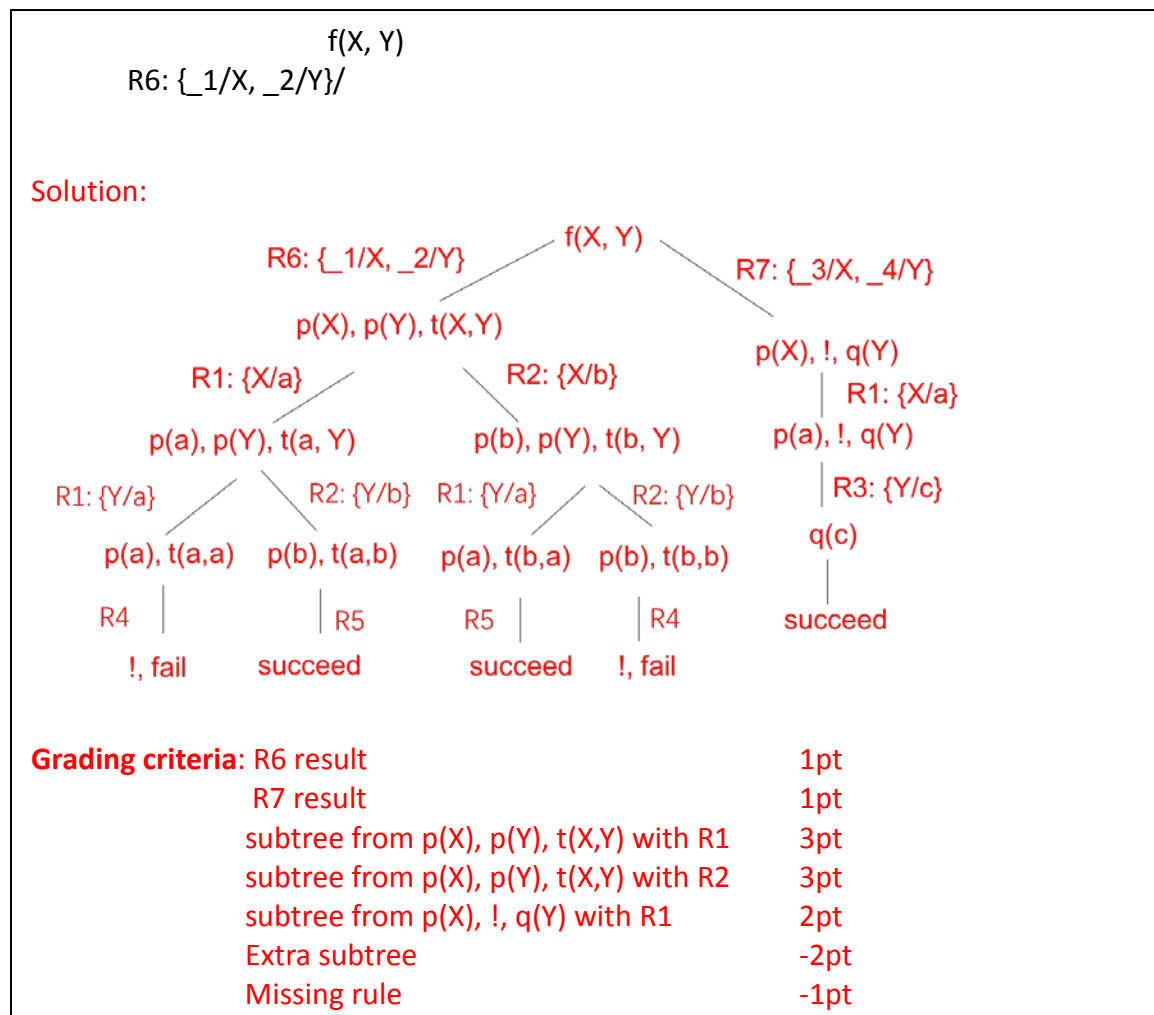 f(X, Y)
R6: {_1/X, _2/Y}/
Solution:
f(X, Y)
R6: {_1/X, _2/Y}
R7: {_3/X, _4/Y}
p(X), p(Y), t(X,Y)
p(X), !, q(Y)
R1: {X/a}
R2: {X/b}
R1: {X/a}
p(a), p(Y), t(a, Y)
p(b), p(Y), t(b, Y)
p(a), !, q(Y)
R1: {Y/a}
R2: {Y/b}
R1: {Y/a}
R2: {Y/b}
R3: {Y/c}
p(a), t(a,a)
p(b), t(a,b)
p(a), t(b,a)
p(b), t(b,b)
q(c)
R4
R5
R5
R4
succeed
!, fail
succeed
succeed
!, fail
Grading criteria: R6 result 1pt
R7 result 1pt
subtree from p(X), p(Y), t(X,Y) with R1 3pt
subtree from p(X), p(Y), t(X,Y) with R2 3pt
subtree from p(X), !, q(Y) with R1 2pt
Extra subtree -2pt
Missing rule -1pt